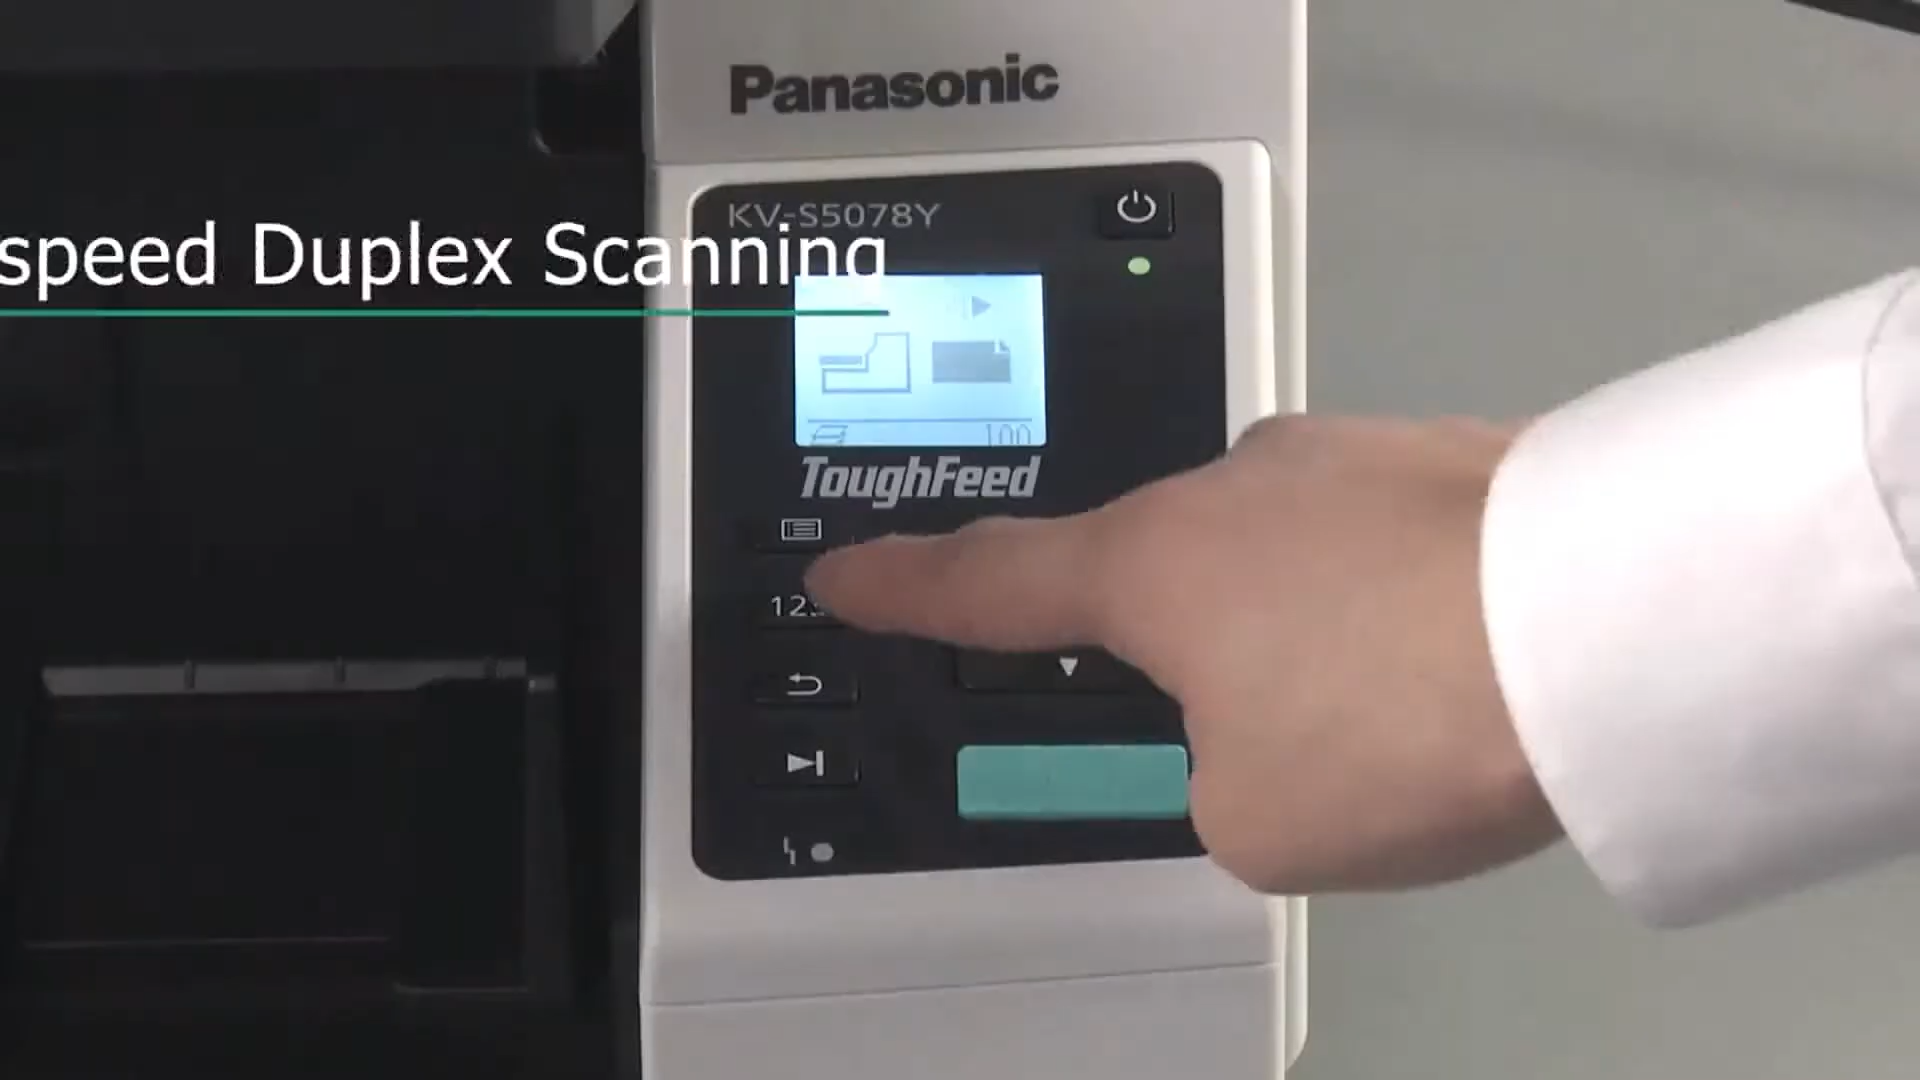 Panasonic
KV-S5078Y
speed Duplex Scanning
100
ToughFeed